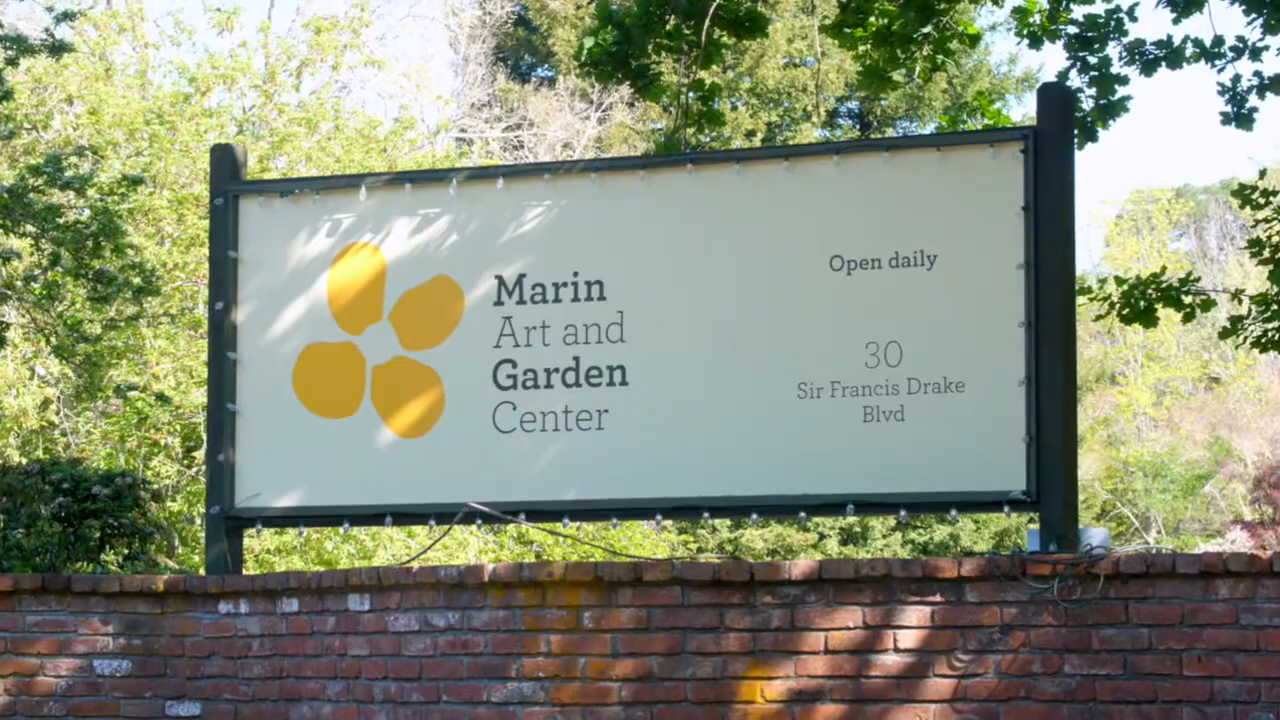 Marin
Art and
Garden
Center
Open daily
30
Sir Francis Drake
Blvd